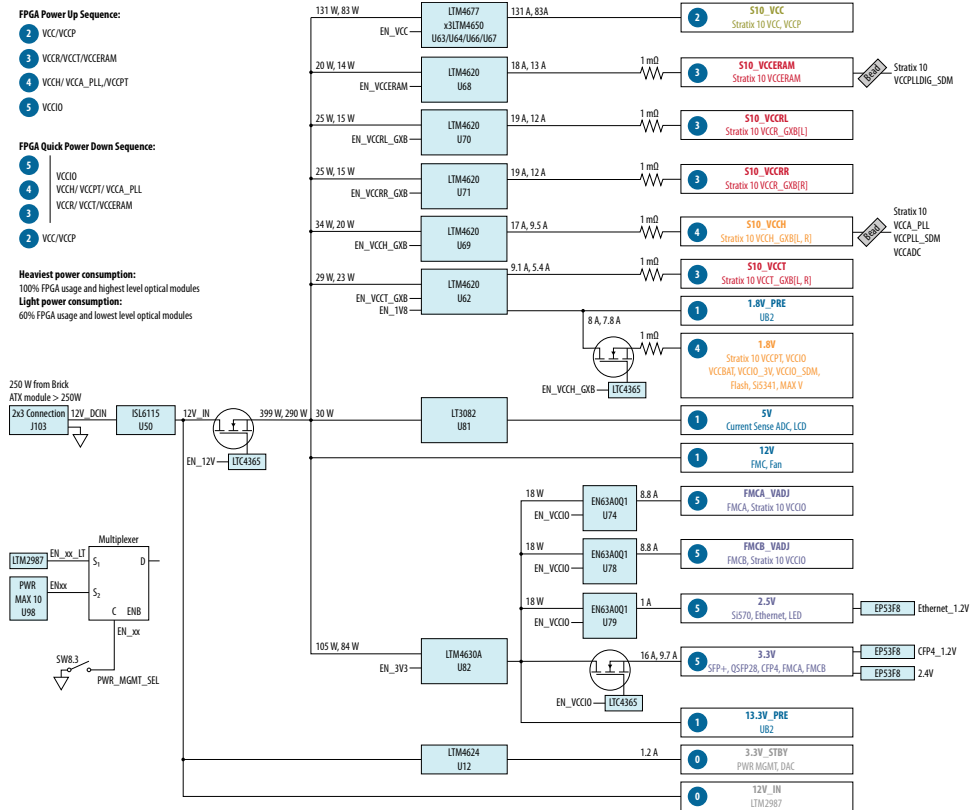 FPGA Power Up Sequence:
2 VCC/VCCP
3 VCCR/VCCT/VCCERAM
4 VCCH/ VCCA_PLL,/VCCPT
5 VCCIO
FPGA Quick Power Down Sequence:
5
VCCIO
4 VCCH/ VCCPT/ VCCA_PLL
3 VCCR/ VCCT/VCCERAM
2 VCC/VCCP
Heaviest power consumption:
100% FPGA usage and highest level optical modules
Light power consumption:
60% FPGA usage and lowest level optical modules
131 W, 83 W
EN_VCC
LTM4677
x3LTM4650
U63/U64/U66/U67
131 A, 83A
2
S10_VCC
Stratix 10 VCC, VCCP
20 W, 14 W
EN_VCCERAM
LTM4620
U68
18 A, 13 A
1 mΩ
3
S10_VCCERAM
Stratix 10 VCCERAM
Bead
Stratix 10
VCCPLLDIG_SDM
25 W, 15 W
EN_VCCRL_GXB
LTM4620
U70
19 A, 12 A
1 mΩ
3
S10_VCCRL
Stratix 10 VCCR_GXB[L]
25 W, 15 W
EN_VCCRR_GXB
LTM4620
U71
19 A, 12 A
1 mΩ
3
S10_VCCRR
Stratix 10 VCCR_GXB[R]
34 W, 20 W
EN_VCCH_GXB
LTM4620
U69
17 A, 9.5 A
1 mΩ
4
S10_VCCH
Stratix 10 VCCH_GXB[L, R]
Bead
Stratix 10
VCCA_PLL
VCCPLL_SDM
VCCADC
29 W, 23 W
EN_VCCT_GXB
EN_1V8
LTM4620
U62
9.1 A, 5.4 A
1 mΩ
3
S10_VCCT
Stratix 10 VCCT_GXB[L, R]
1
1.8V_PRE
UB2
8 A, 7.8 A
EN_VCCH_GXB
LTC4365
1 mΩ
4
1.8V
Stratix 10 VCCPT, VCCIO
VCCBAT, VCCIO_3V, VCCIO_SDM,
Flash, Si5341, MAX V
250 W from Brick
ATX module > 250W
2x3 Connection
J103
12V_DCIN
ISL6115
U50
12V_IN
EN_12V
LTC4365
399 W, 290 W
30 W
LT3082
U81
1
5V
Current Sense ADC, LCD
1
12V
FMC, Fan
18 W
EN_VCCIO
EN63A0Q1
U74
8.8 A
5
FMCA_VADJ
FMCA, Stratix 10 VCCIO
18 W
EN_VCCIO
EN63A0Q1
U78
8.8 A
5
FMCB_VADJ
FMCB, Stratix 10 VCCIO
18 W
EN_VCCIO
EN63A0Q1
U79
1 A
5
2.5V
Si570, Ethernet, LED
EP53F8
Ethernet_1.2V
105 W, 84 W
EN_3V3
LTM4630A
U82
EN_VCCIO
LTC4365
16 A, 9.7 A
5
3.3V
SFP+, QSFP28, CFP4, FMCA, FMCB
EP53F8
CFP4_1.2V
EP53F8
2.4V
1
13.3V_PRE
UB2
LTM4624
U12
1.2 A
0
3.3V_STBY
PWR MGMT, DAC
0
12V_IN
LTM2987
Multiplexer
LTM2987
EN_xx_LT
S1
D
PWR
MAX 10
U98
ENxx
S2
C ENB
EN_xx
SW8.3
PWR_MGMT_SEL